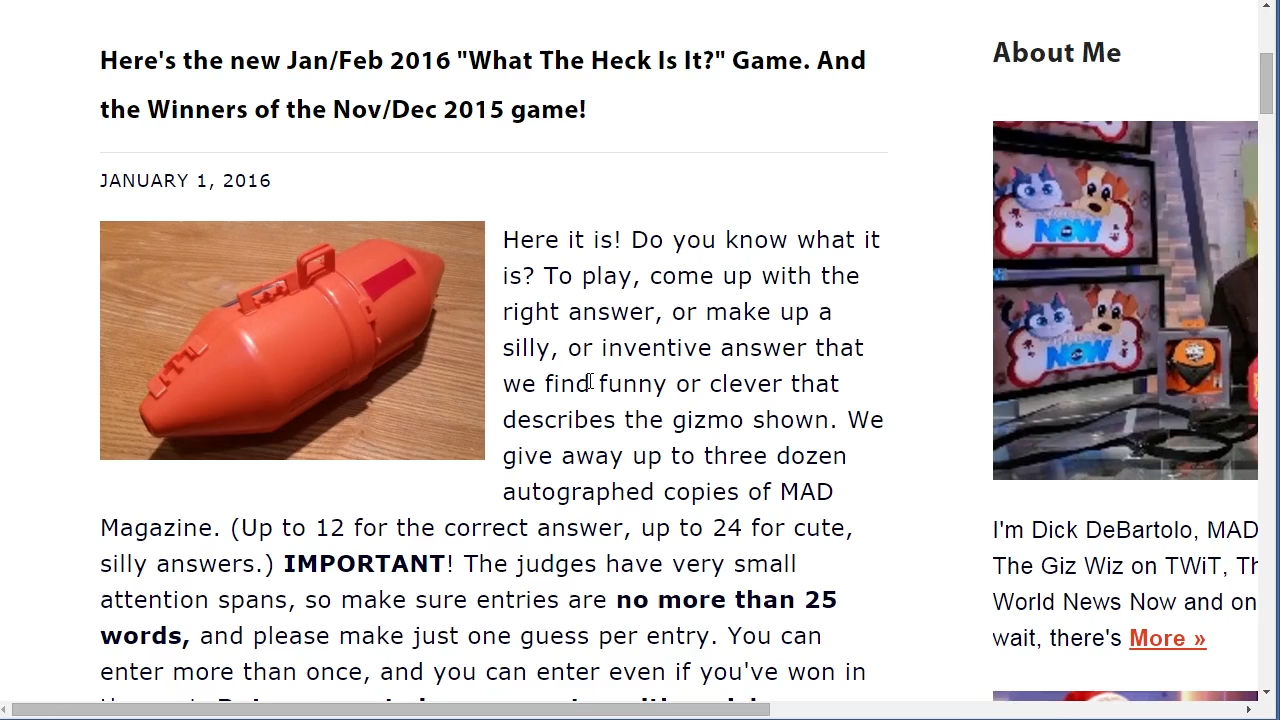 Here's the new Jan/Feb 2016 "What The Heck Is It?" Game. And
the Winners of the Nov/Dec 2015 game!
JANUARY 1, 2016
Here it is! Do you know what it
is? To play, come up with the
right answer, or make up a
silly, or inventive answer that
we find funny or clever that
describes the gizmo shown. We
give away up to three dozen
autographed copies of MAD
Magazine. (Up to 12 for the correct answer, up to 24 for cute,
silly answers.) IMPORTANT! The judges have very small
attention spans, so make sure entries are no more than 25
words, and please make just one guess per entry. You can
enter more than once, and you can enter even if you've won in
About Me
NOW
NOW
I'm Dick DeBartolo, MAD
The Giz Wiz on TWiT, Th
World News Now and on
wait, there's More »